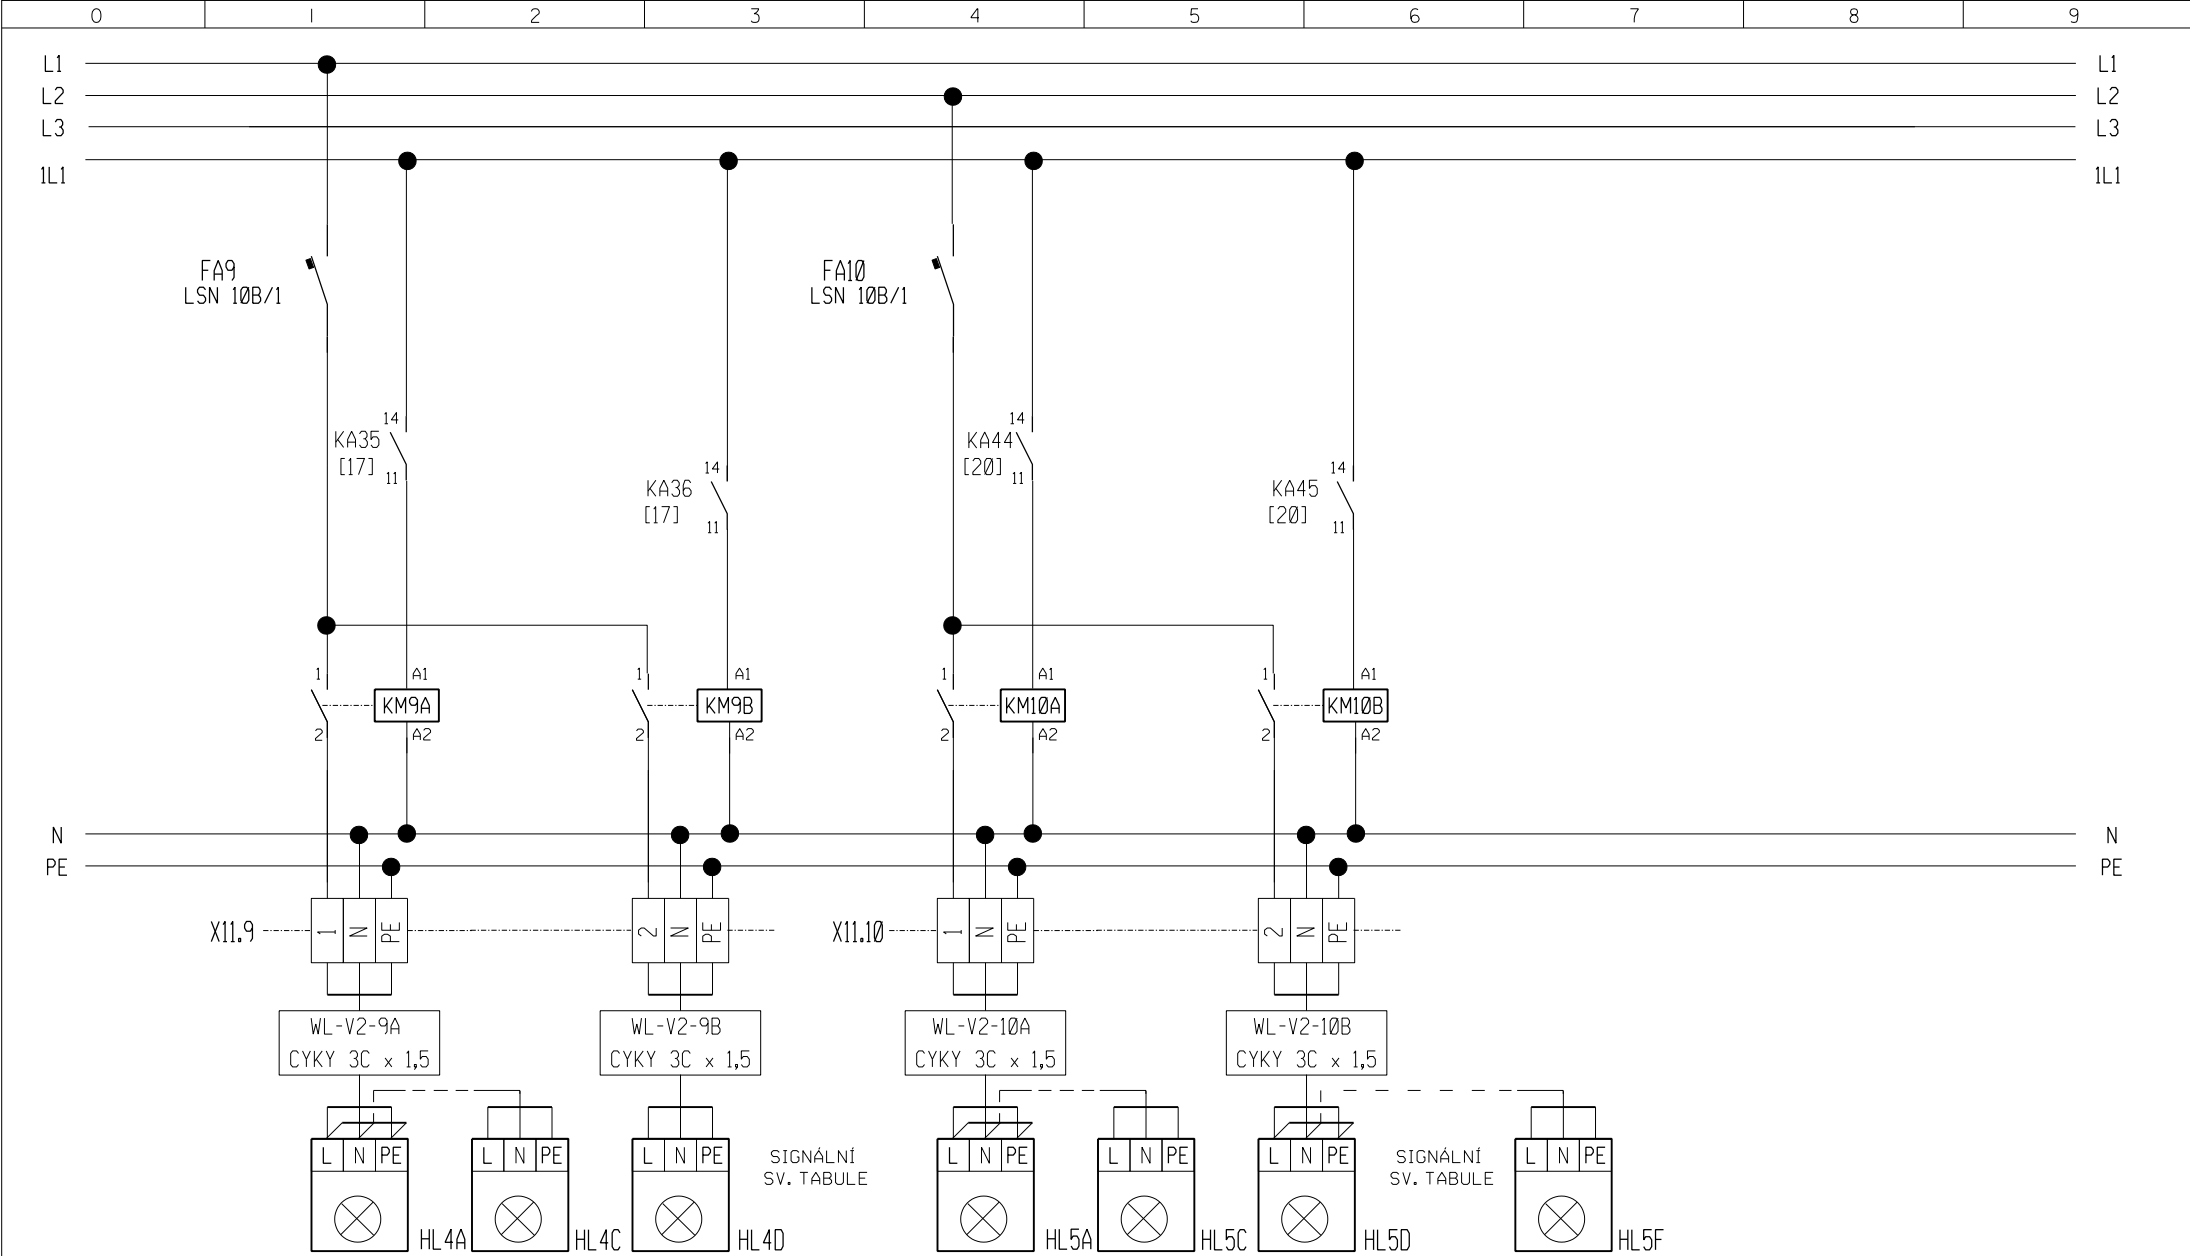 0 1 2 3 4 5 6 7 8 9
L1 L1
L2 L2
L3 L3
1L1 1L1
FA9 FA10
LSN 10B/1 LSN 10B/1
14 14
KA35 KA44
[17] [20]
11 11
14 14
KA36 KA45
[17] [20]
11 11
1 A1 1 A1 1 A1 1 A1
KM9A KM9B KM10A KM10B
2 A2 2 A2 2 A2 2 A2
N N
PE PE
X11.9 1 N PE 2 N PE X11.10 1 N PE 2 N PE
WL-V2-9A WL-V2-9B WL-V2-10A WL-V2-10B
CYKY 3C x 1,5 CYKY 3C x 1,5 CYKY 3C x 1,5 CYKY 3C x 1,5
L N PE L N PE L N PE SIGNÁLNÍ L N PE L N PE L N PE SIGNÁLNÍ L N PE
SV. TABULE SV. TABULE
HL4A HL4C HL4D HL5A HL5C HL5D HL5F